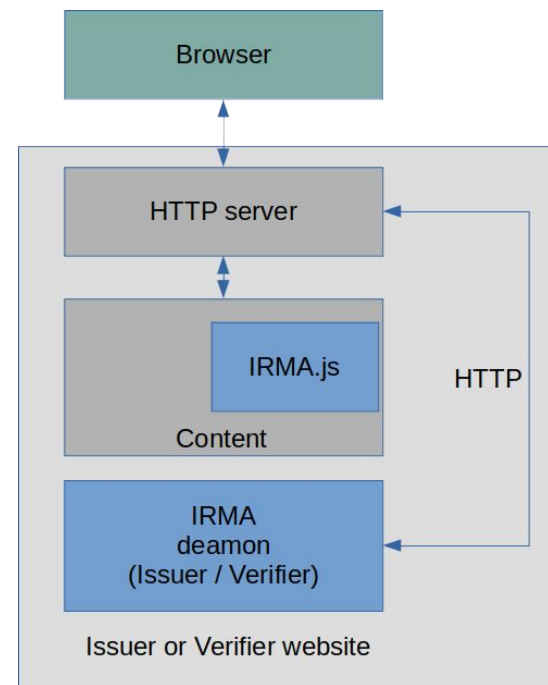 Browser
HTTP server
IRMA.js
HTTP
Content
IRMA
deamon
(Issuer / Verifier)
Issuer or Verifier website